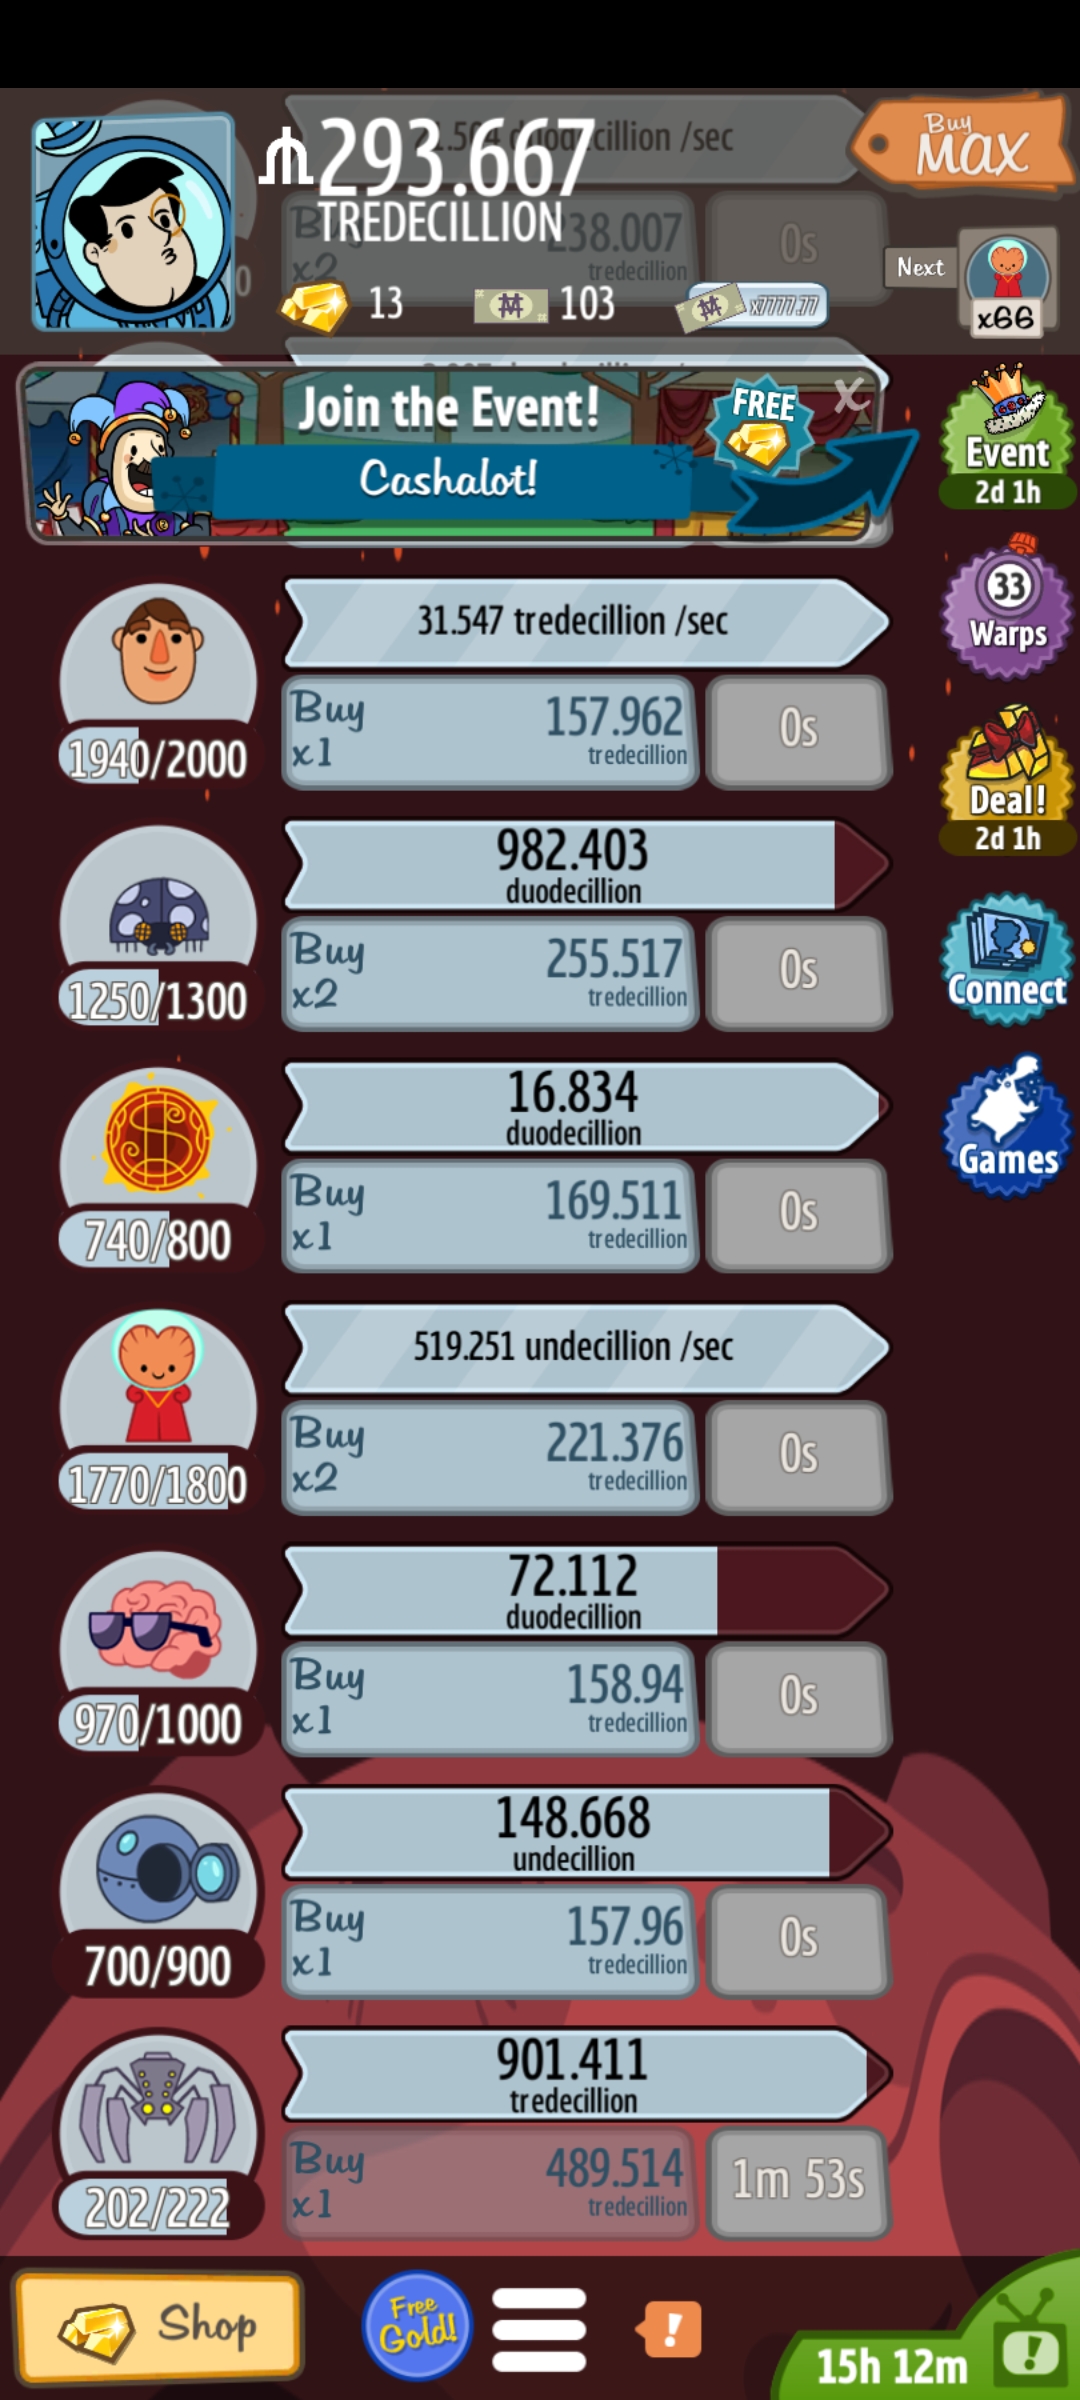 ₼293.667
TREDECILLION
duodecillion /sec
Buy
MAX
Buy
x2
238.007
tredecillion
0s
13
103
x7777.77
Next
x66
Join the Event!
FREE
X
Cashalot!
Event
2d 1h
31.547 tredecillion /sec
Buy
x1
157.962
tredecillion
0s
1940/2000
33
Warps
982.403
duodecillion
Buy
x2
255.517
tredecillion
0s
1250/1300
Deal!
2d 1h
Connect
16.834
duodecillion
Buy
x1
169.511
tredecillion
0s
740/800
Games
519.251 undecillion /sec
Buy
x2
221.376
tredecillion
0s
1770/1800
72.112
duodecillion
Buy
x1
158.94
tredecillion
0s
970/1000
148.668
undecillion
Buy
x1
157.96
tredecillion
0s
700/900
901.411
tredecillion
Buy
x1
489.514
tredecillion
1m 53s
202/222
Shop
Free
Gold!
!
15h 12m
!